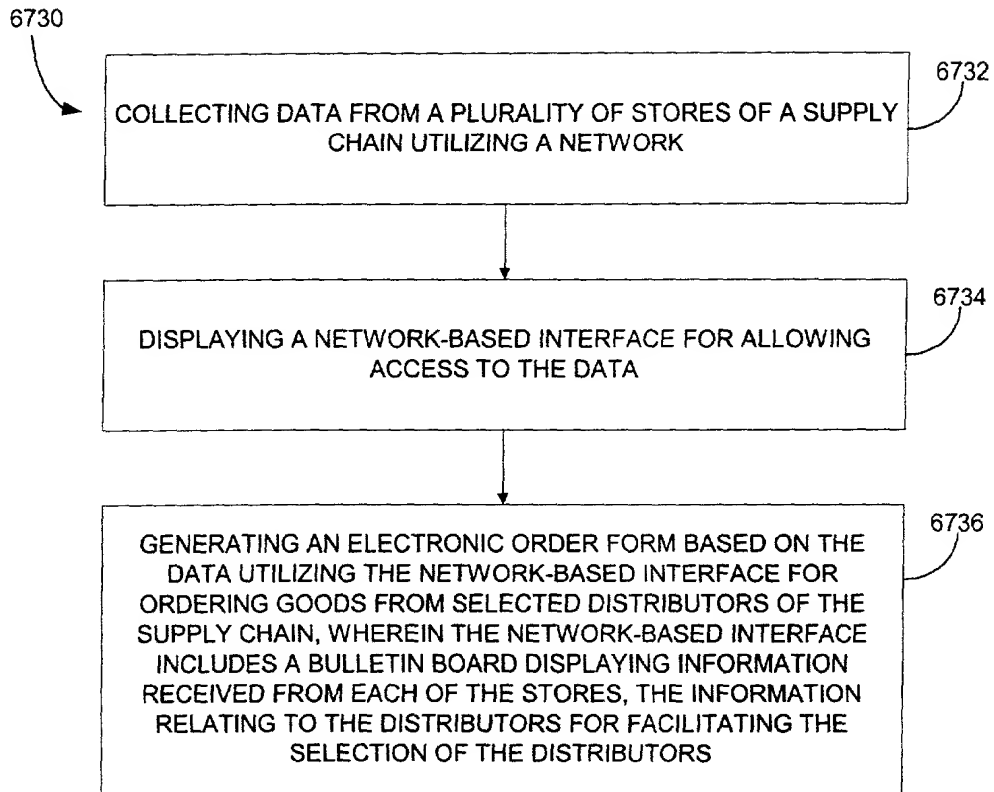 6730
6732
COLLECTING DATA FROM A PLURALITY OF STORES OF A SUPPLY
CHAIN UTILIZING A NETWORK
6734
DISPLAYING A NETWORK-BASED INTERFACE FOR ALLOWING
ACCESS TO THE DATA
6736
GENERATING AN ELECTRONIC ORDER FORM BASED ON THE
DATA UTILIZING THE NETWORK-BASED INTERFACE FOR
ORDERING GOODS FROM SELECTED DISTRIBUTORS OF THE
SUPPLY CHAIN, WHEREIN THE NETWORK-BASED INTERFACE
INCLUDES A BULLETIN BOARD DISPLAYING INFORMATION
RECEIVED FROM EACH OF THE STORES, THE INFORMATION
RELATING TO THE DISTRIBUTORS FOR FACILITATING THE
SELECTION OF THE DISTRIBUTORS